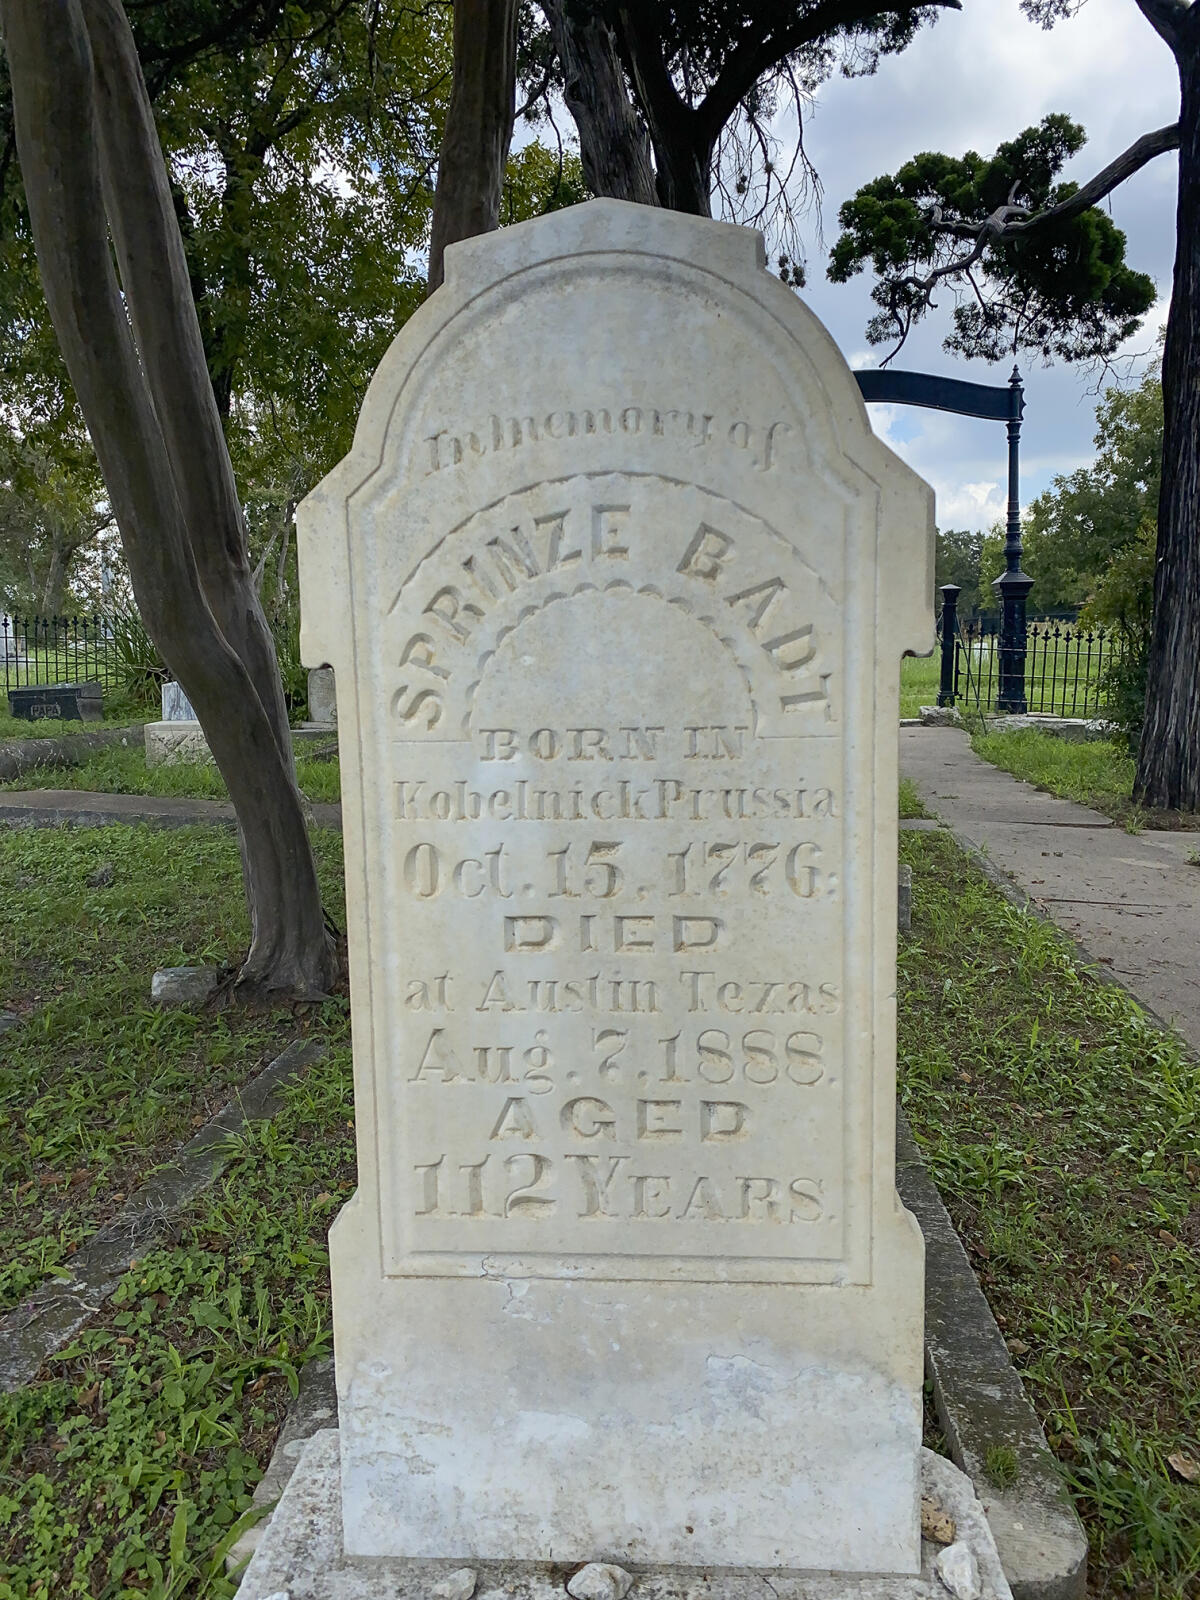 In memory of
SPRINZE BADT
BORN IN
Kobelnick Prussia
Oct. 15, 1776.
DIED
at Austin Texas
Aug. 7. 1888.
AGED
112 YEARS.
PAPA